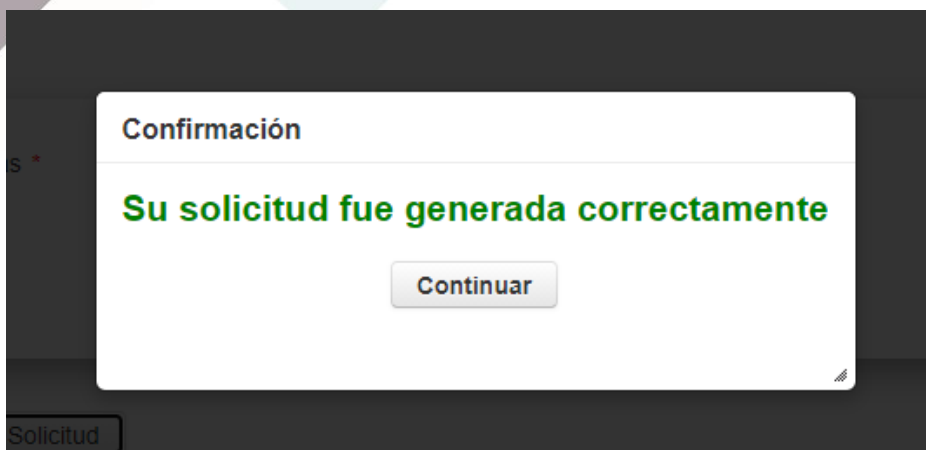 Confirmación
*
Su solicitud fue generada correctamente
Continuar
Solicitud